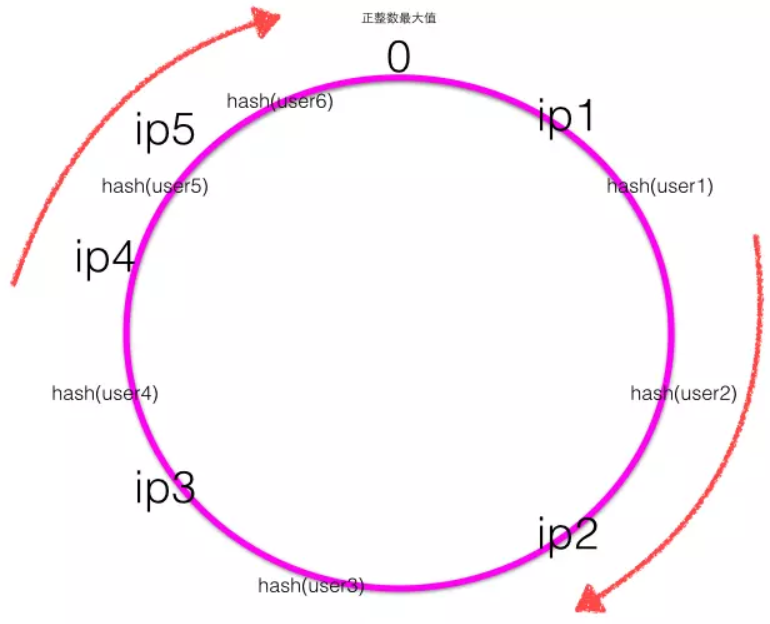 正整数最大值
0
hash(user6)
ip1
ip5
hash(user5)
hash(user1)
ip4
hash(user4)
hash(user2)
ip3
ip2
hash(user3)